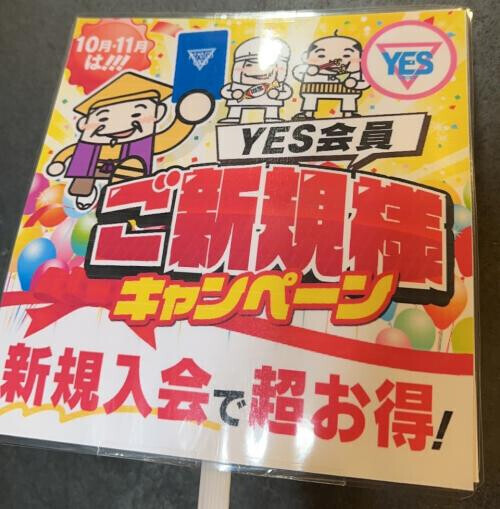 10月・11月
は!!!
YES
YES会員
ご新規様
キャンペーン
新規入会で超お得!